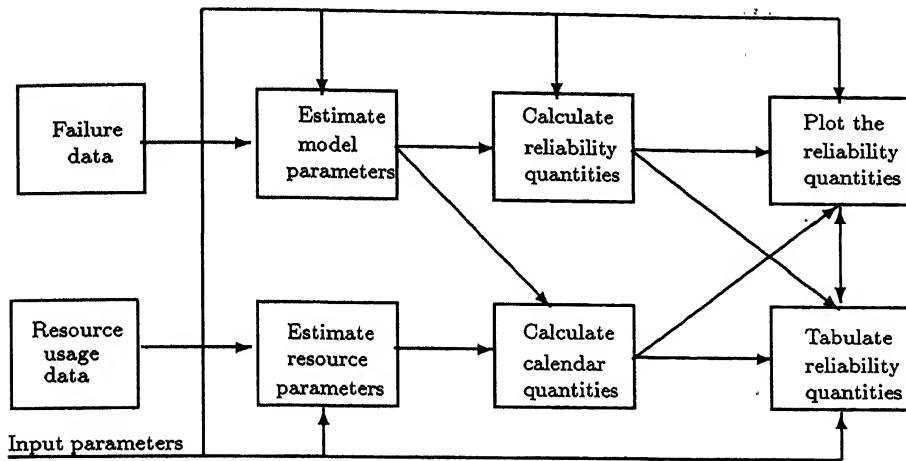 Failure
data
Estimate
model
parameters
Calculate
reliability
quantities
Plot the
reliability
quantities
Resource
usage
data
Estimate
resource
parameters
Calculate
calendar
quantities
Tabulate
reliability
quantities
Input parameters